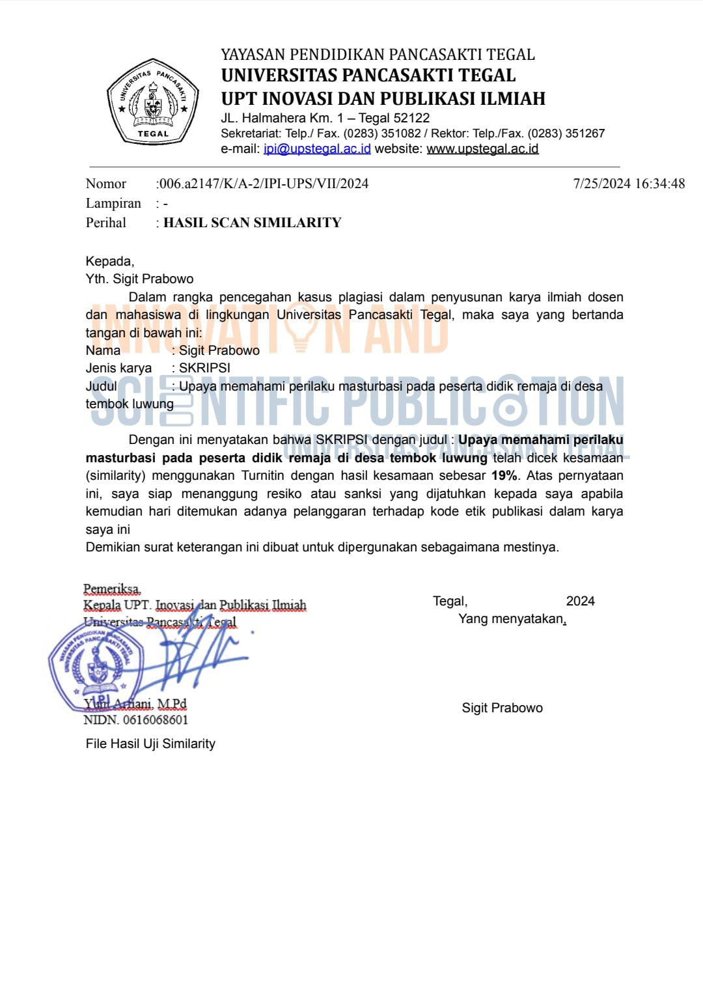 YAYASAN PENDIDIKAN PANCASAKTI TEGAL
UNIVERSITAS PANCASAKTI TEGAL
UPT INOVASI DAN PUBLIKASI ILMIAH
JL. Halmahera Km. 1 – Tegal 52122
Sekretariat: Telp./ Fax. (0283) 351082 / Rektor: Telp./Fax. (0283) 351267
e-mail: ipi@upstegal.ac.id website: www.upstegal.ac.id
UNIVERSITAS PANCASAKTI
TEGAL
Nomor :006.a2147/K/A-2/IPI-UPS/VII/2024 7/25/2024 16:34:48
Lampiran : -
Perihal : HASIL SCAN SIMILARITY
Kepada,
Yth. Sigit Prabowo
Dalam rangka pencegahan kasus plagiasi dalam penyusunan karya ilmiah dosen
dan mahasiswa di lingkungan Universitas Pancasakti Tegal, maka saya yang bertanda
tangan di bawah ini:
Nama : Sigit Prabowo
Jenis karya : SKRIPSI
Judul : Upaya memahami perilaku masturbasi pada peserta didik remaja di desa
tembok luwung
INNOVATION AND
SCIENTIFIC PUBLICATION
UNIVERSITAS PANCASAKTI TEGAL
Dengan ini menyatakan bahwa SKRIPSI dengan judul : Upaya memahami perilaku
masturbasi pada peserta didik remaja di desa tembok luwung telah dicek kesamaan
(similarity) menggunakan Turnitin dengan hasil kesamaan sebesar 19%. Atas pernyataan
ini, saya siap menanggung resiko atau sanksi yang dijatuhkan kepada saya apabila
kemudian hari ditemukan adanya pelanggaran terhadap kode etik publikasi dalam karya
saya ini
Demikian surat keterangan ini dibuat untuk dipergunakan sebagaimana mestinya.
Pemeriksa,
Kepala UPT. Inovasi dan Publikasi Ilmiah
Universitas Pancasakti Tegal
YAYASAN PENDIDIKAN PANCASAKTI
UNIVERSITAS PANCASAKTI TEGAL
IPI
Yuni Arfiani, M.Pd
NIDN. 0616068601
Tegal, 2024
Yang menyatakan,
Sigit Prabowo
File Hasil Uji Similarity